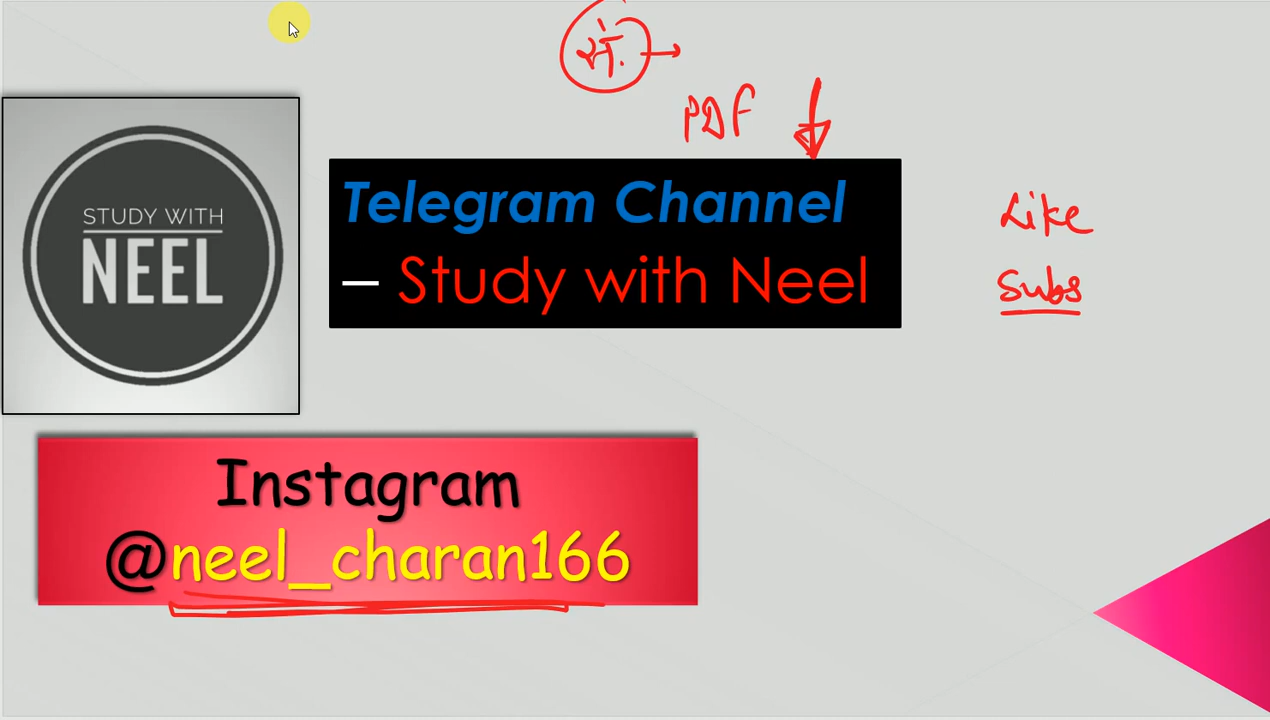 PDF
STUDY WITH
NEEL
Telegram Channel
– Study with Neel
Like
Subs
Instagram
@neel_charan166